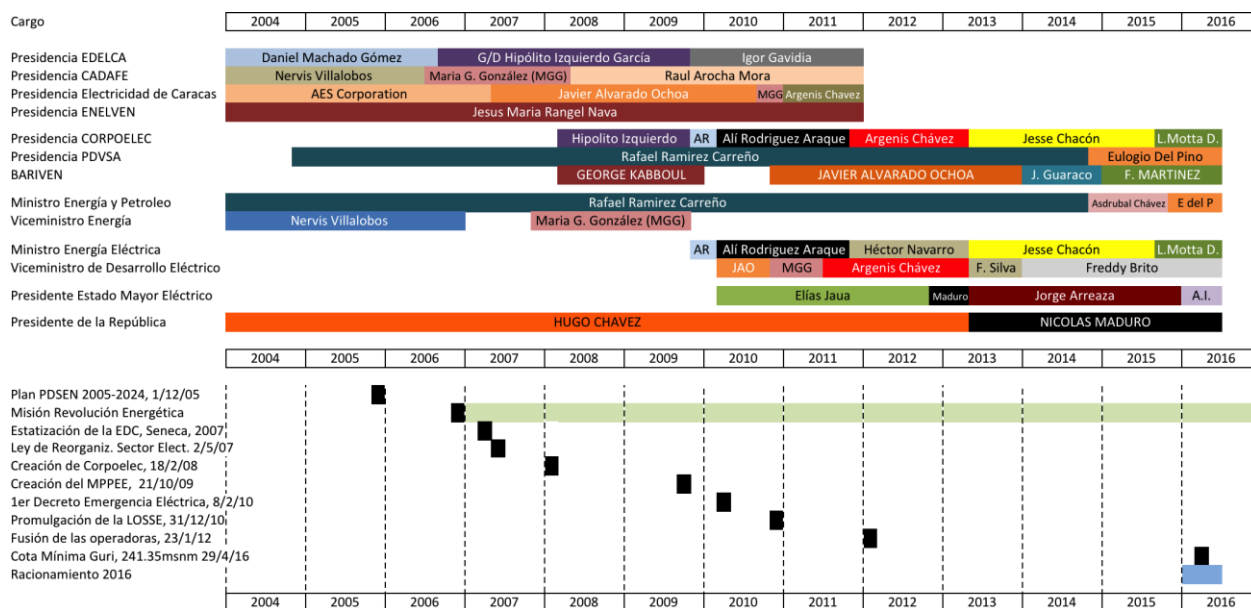 Cargo 2004 2005 2006 2007 2008 2009 2010 2011 2012 2013 2014 2015 2016
Presidencia EDELCA Daniel Machado Gómez G/D Hipólito Izquierdo García Igor Gavidia
Presidencia CADAFE Nervis Villalobos Maria G. González (MGG) Raul Arocha Mora
Presidencia Electricidad de Caracas AES Corporation Javier Alvarado Ochoa MGG Argenis Chavez
Presidencia ENELVEN Jesus Maria Rangel Nava
Presidencia CORPOELEC Hipolito Izquierdo AR Alí Rodriguez Araque Argenis Chávez Jesse Chacón L.Motta D.
Presidencia PDVSA Rafael Ramirez Carreño Eulogio Del Pino
BARIVEN GEORGE KABBOUL JAVIER ALVARADO OCHOA J. Guaraco F. MARTINEZ
Ministro Energía y Petroleo Rafael Ramirez Carreño Asdrubal Chávez E del P
Viceministro Energía Nervis Villalobos Maria G. González (MGG)
Ministro Energía Eléctrica AR Alí Rodriguez Araque Héctor Navarro Jesse Chacón L.Motta D.
Viceministro de Desarrollo Eléctrico JAO MGG Argenis Chávez F. Silva Freddy Brito
Presidente Estado Mayor Eléctrico Elías Jaua Maduro Jorge Arreaza A.I.
Presidente de la República HUGO CHAVEZ NICOLAS MADURO
2004 2005 2006 2007 2008 2009 2010 2011 2012 2013 2014 2015 2016
Plan PDSEN 2005-2024, 1/12/05
Misión Revolución Energética
Estatización de la EDC, Seneca, 2007
Ley de Reorganiz. Sector Elect. 2/5/07
Creación de Corpoelec, 18/2/08
Creación del MPPEE, 21/10/09
1er Decreto Emergencia Eléctrica, 8/2/10
Promulgación de la LOSSE, 31/12/10
Fusión de las operadoras, 23/1/12
Cota Mínima Guri, 241.35msnm 29/4/16
Racionamiento 2016
2004 2005 2006 2007 2008 2009 2010 2011 2012 2013 2014 2015 2016